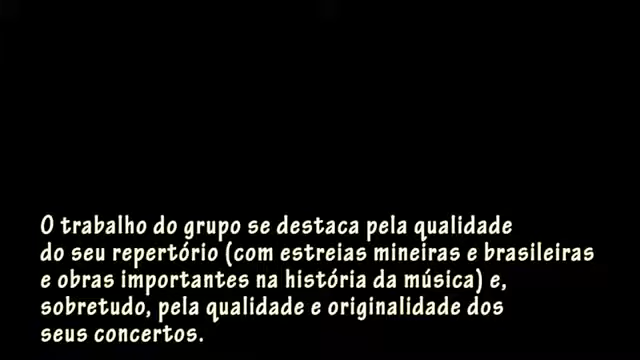 O trabalho do grupo se destaca pela qualidade
do seu repertório (com estreias mineiras e brasileiras
e obras importantes na história da música) e,
sobretudo, pela qualidade e originalidade dos
seus concertos.